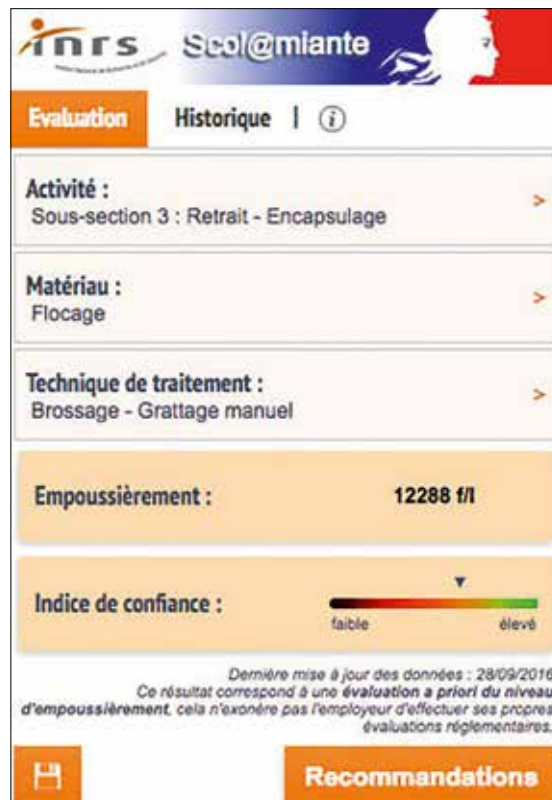 inrs
Scol@miante
Evaluation Historique | i
Activité :
Sous-section 3 : Retrait - Encapsulage
>
Matériau :
Flocage
>
Technique de traitement :
Brossage - Grattage manuel
>
Empoussièrement : 12288 f/l
Indice de confiance :
faible élevé
Dernière mise à jour des données : 28/09/2016
Ce résultat correspond à une évaluation a priori du niveau
d'empoussièrement, cela n'exonère pas l'employeur d'effectuer ses propres
évaluations réglementaires.
Recommandations